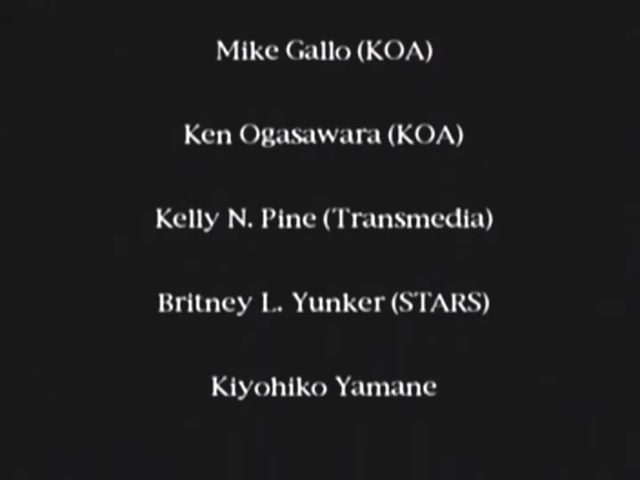 Mike Gallo (KOA)
Ken Ogasawara (KOA)
Kelly N. Pine (Transmedia)
Britney L. Yunker (STARS)
Kiyohiko Yamane